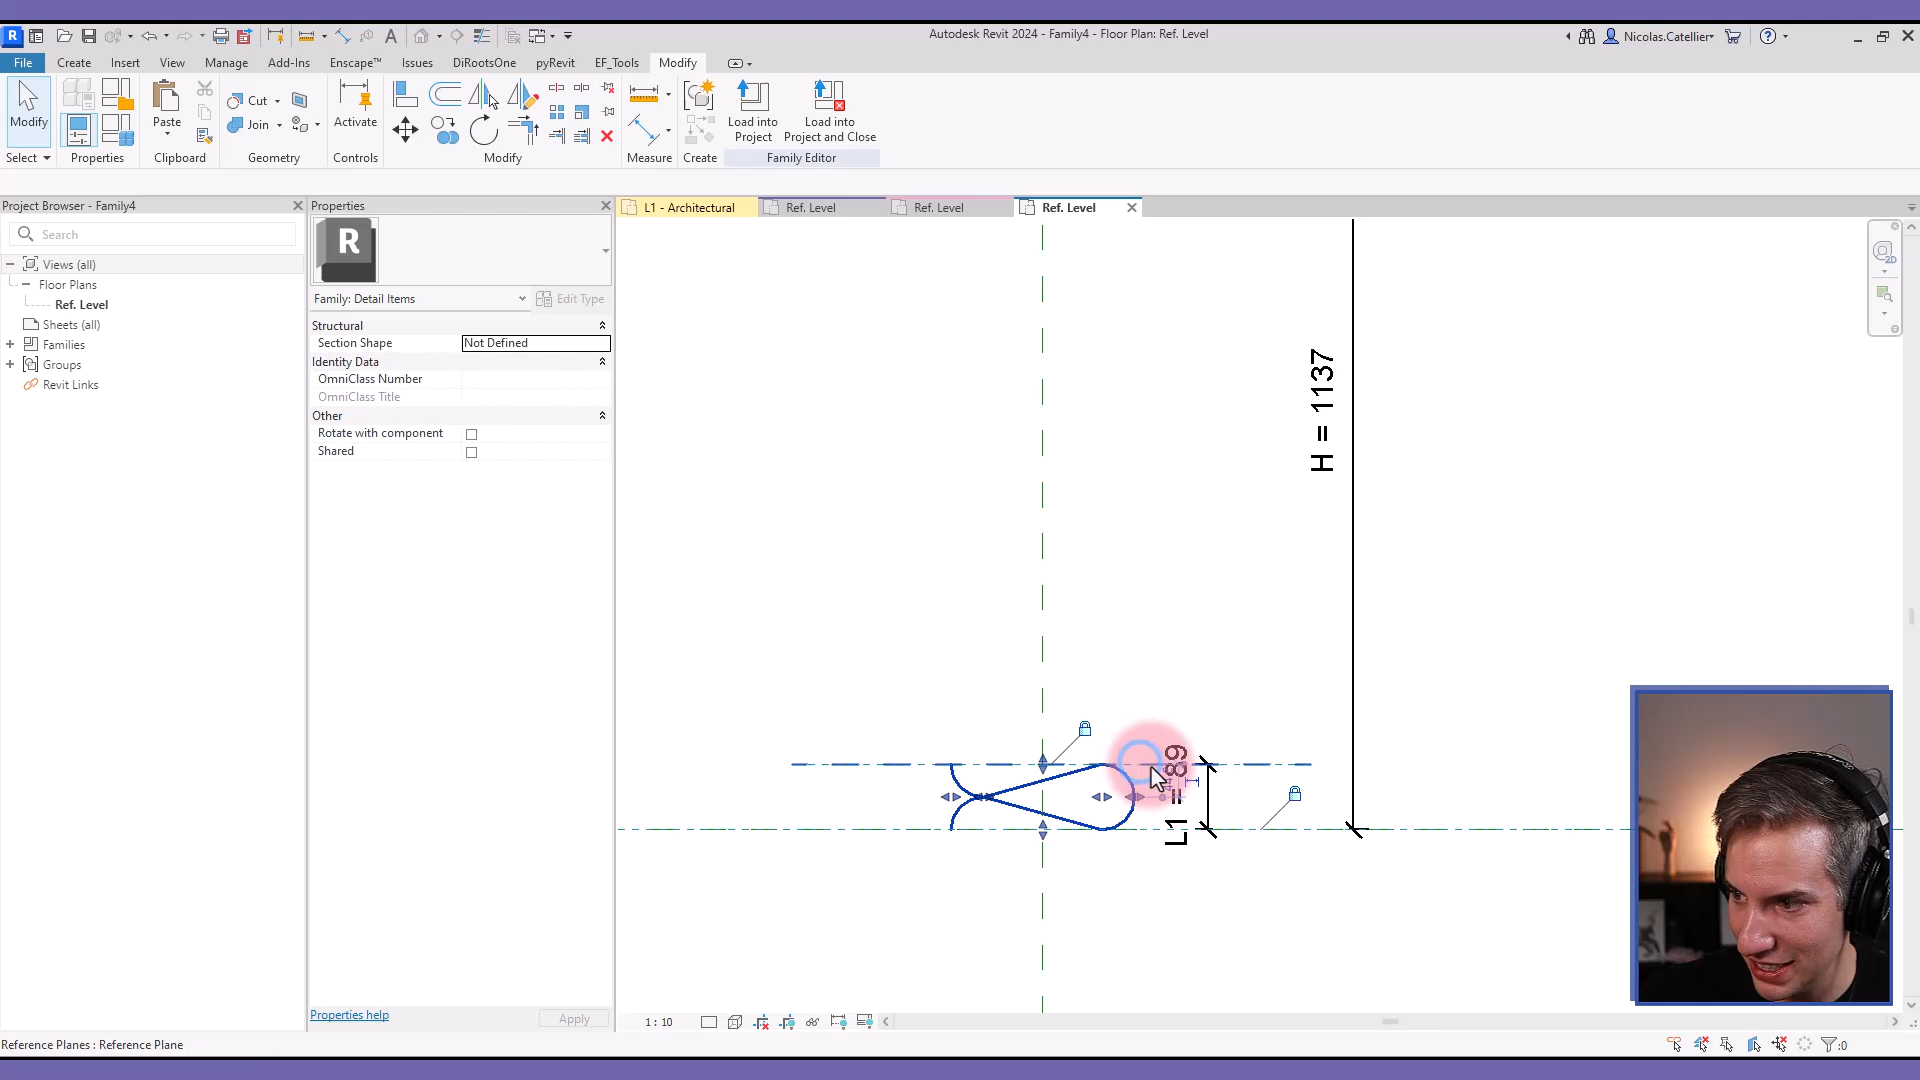 Autodesk Revit 2024 - Family4 - Floor Plan: Ref. Level
Nicolas.Catellier
File Create Insert View Manage Add-Ins Enscape™ Issues DiRootsOne pyRevit EF_Tools Modify
Modify
Paste
Cut
Join
Activate
Load into Project
Load into Project and Close
Select Properties Clipboard Geometry Controls Modify Measure Create Family Editor
Project Browser - Family4
Search
Views (all)
Floor Plans
Ref. Level
Sheets (all)
Families
Groups
Revit Links
Properties
R
Family: Detail Items
Edit Type
Structural
Section Shape Not Defined
Identity Data
OmniClass Number
OmniClass Title
Other
Rotate with component
Shared
Properties help
Apply
L1 - Architectural Ref. Level Ref. Level Ref. Level
2D
H = 1137
L1 = 89
1 : 10
Reference Planes : Reference Plane
:0